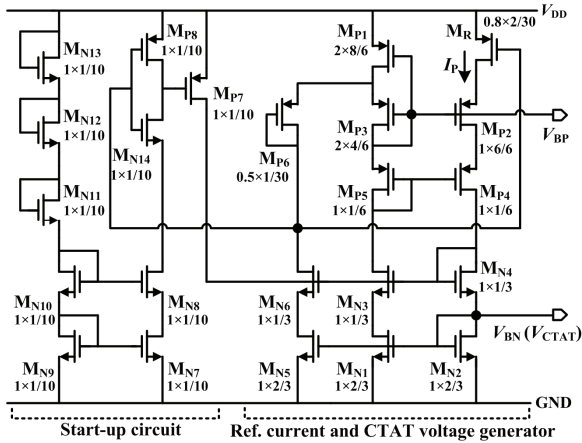 V_DD
M_N13
1×1/10
M_N12
1×1/10
M_N11
1×1/10
M_N10
1×1/10
M_N9
1×1/10
M_P8
1×1/10
M_N14
1×1/10
M_P7
1×1/10
M_N8
1×1/10
M_N7
1×1/10
M_P1
2×8/6
M_R
0.8×2/30
I_P
M_P3
2×4/6
M_P2
1×6/6
V_BP
M_P6
0.5×1/30
M_P5
1×1/6
M_P4
1×1/6
M_N6
1×1/3
M_N3
1×1/3
M_N4
1×1/3
V_BN (V_CTAT)
M_N5
1×2/3
M_N1
1×2/3
M_N2
1×2/3
GND
Start-up circuit
Ref. current and CTAT voltage generator